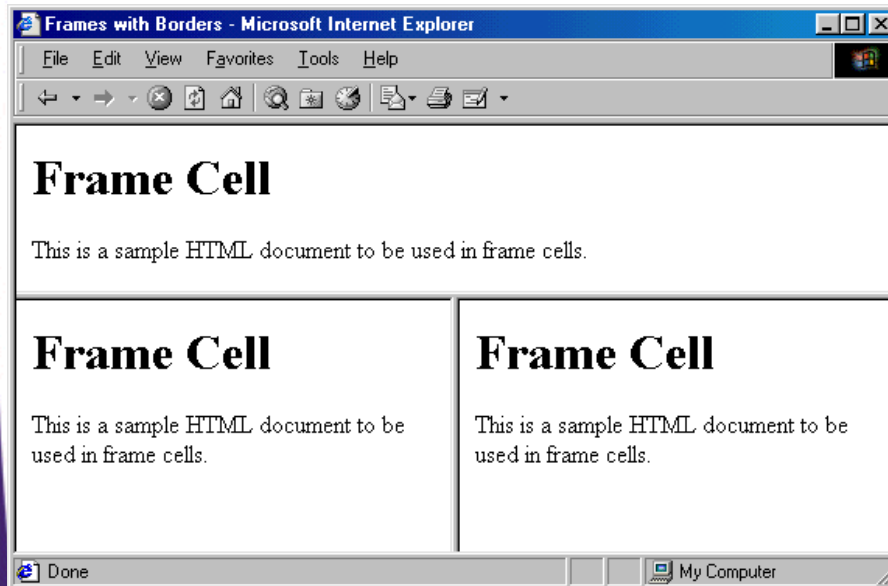 Frames with Borders - Microsoft Internet Explorer
File Edit View Favorites Tools Help
Frame Cell
This is a sample HTML document to be used in frame cells.
Frame Cell
This is a sample HTML document to be
used in frame cells.
Frame Cell
This is a sample HTML document to be
used in frame cells.
Done
My Computer